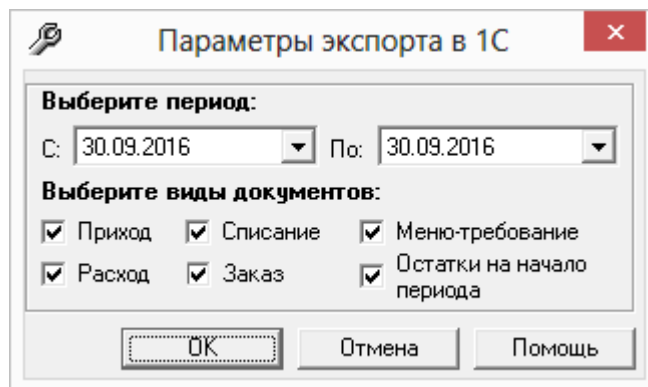 Параметры экспорта в 1С
Выберите период:
С: 30.09.2016 По: 30.09.2016
Выберите виды документов:
Приход Списание Меню-требование
Расход Заказ Остатки на начало
периода
OK Отмена Помощь